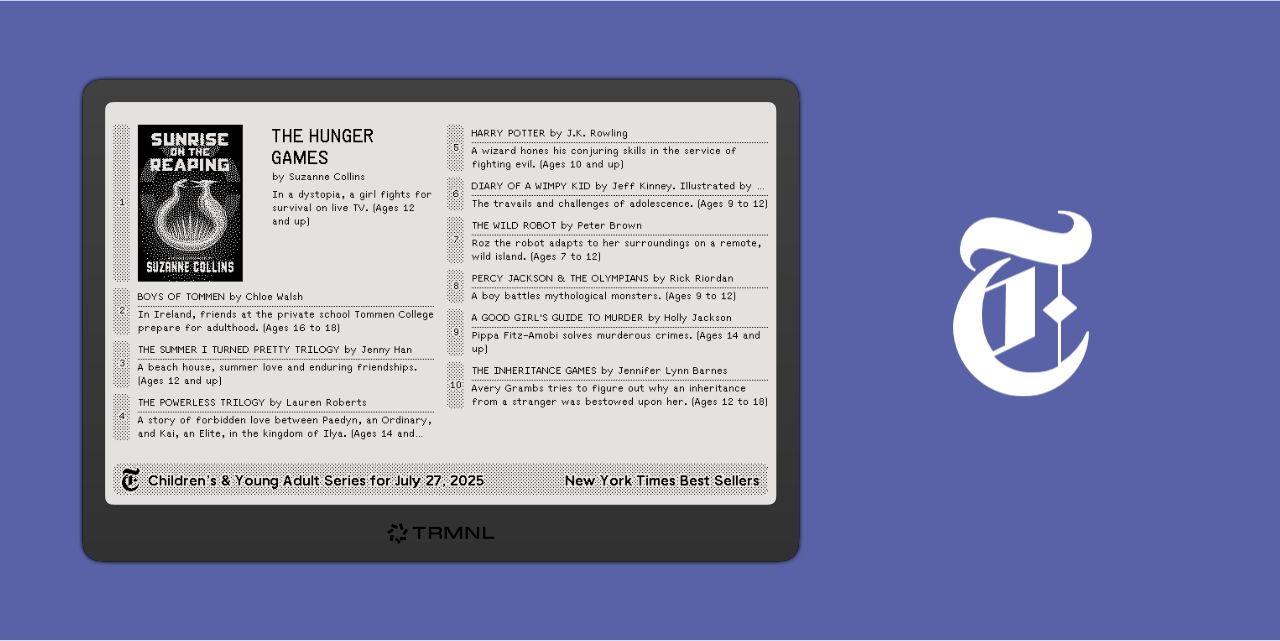 1
SUNRISE
ON THE
REAPING
SUZANNE COLLINS
THE HUNGER
GAMES
by Suzanne Collins
In a dystopia, a girl fights for
survival on live TV. (Ages 12
and up)
2
BOYS OF TOMMEN by Chloe Walsh
In Ireland, friends at the private school Tommen College
prepare for adulthood. (Ages 16 to 18)
3
THE SUMMER I TURNED PRETTY TRILOGY by Jenny Han
A beach house, summer love and enduring friendships.
(Ages 12 and up)
4
THE POWERLESS TRILOGY by Lauren Roberts
A story of forbidden love between Paedyn, an Ordinary,
and Kai, an Elite, in the kingdom of Ilya. (Ages 14 and...
5
HARRY POTTER by J.K. Rowling
A wizard hones his conjuring skills in the service of
fighting evil. (Ages 10 and up)
6
DIARY OF A WIMPY KID by Jeff Kinney. Illustrated by ...
The travails and challenges of adolescence. (Ages 9 to 12)
7
THE WILD ROBOT by Peter Brown
Roz the robot adapts to her surroundings on a remote,
wild island. (Ages 7 to 12)
8
PERCY JACKSON & THE OLYMPIANS by Rick Riordan
A boy battles mythological monsters. (Ages 9 to 12)
9
A GOOD GIRL'S GUIDE TO MURDER by Holly Jackson
Pippa Fitz-Amobi solves murderous crimes. (Ages 14 and
up)
10
THE INHERITANCE GAMES by Jennifer Lynn Barnes
Avery Grambs tries to figure out why an inheritance
from a stranger was bestowed upon her. (Ages 12 to 18)
T Children's & Young Adult Series for July 27, 2025
New York Times Best Sellers
TRMNL
T